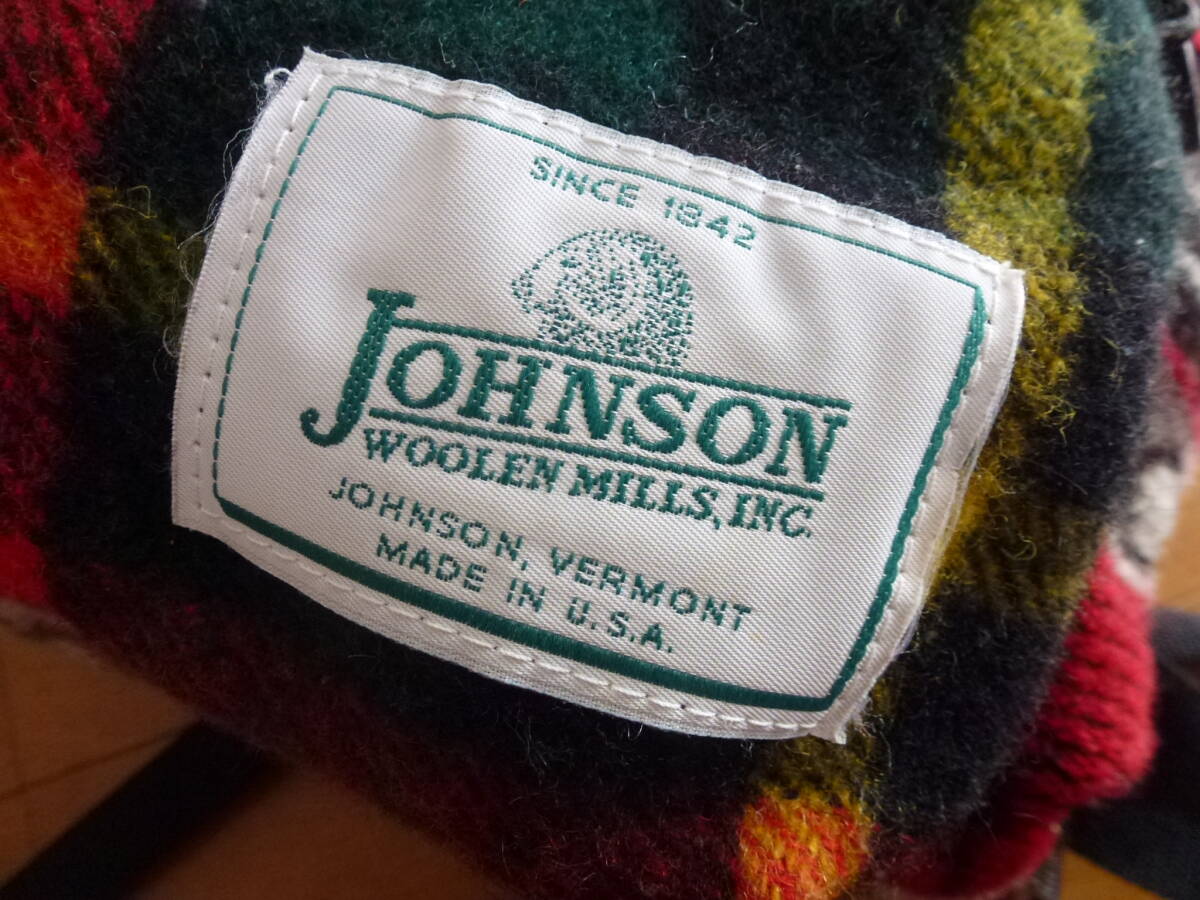 SINCE 1842
JOHNSON
WOOLEN MILLS, INC.
JOHNSON, VERMONT
MADE IN U.S.A.